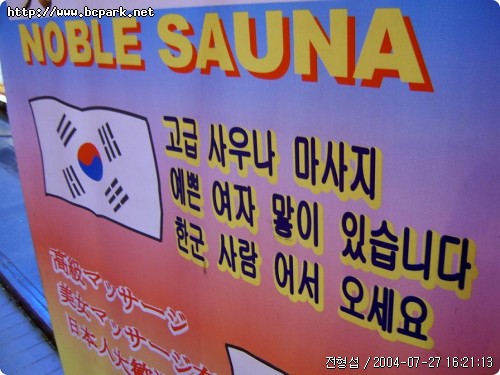 http://www.bcpark.net
NOBLE SAUNA
고급 사우나 마사지
예쁜 여자 맣이 있습니다
한군 사람 어서 오세요
高級マッサージ
美女マッサージ
日本人大歓
전형섭 / 2004-07-27 16:21:13